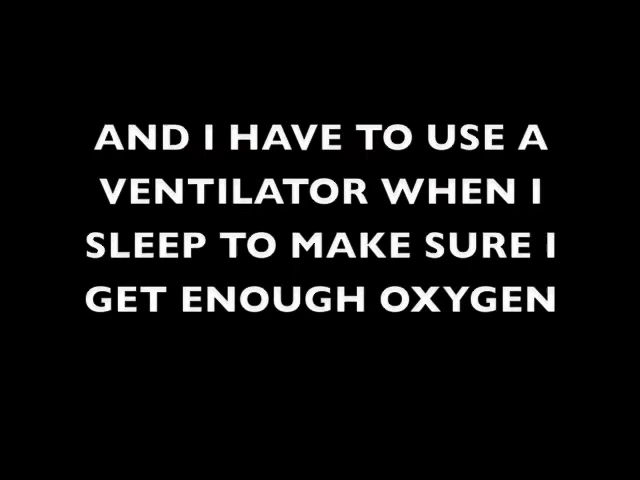 AND I HAVE TO USE A
VENTILATOR WHEN I
SLEEP TO MAKE SURE I
GET ENOUGH OXYGEN